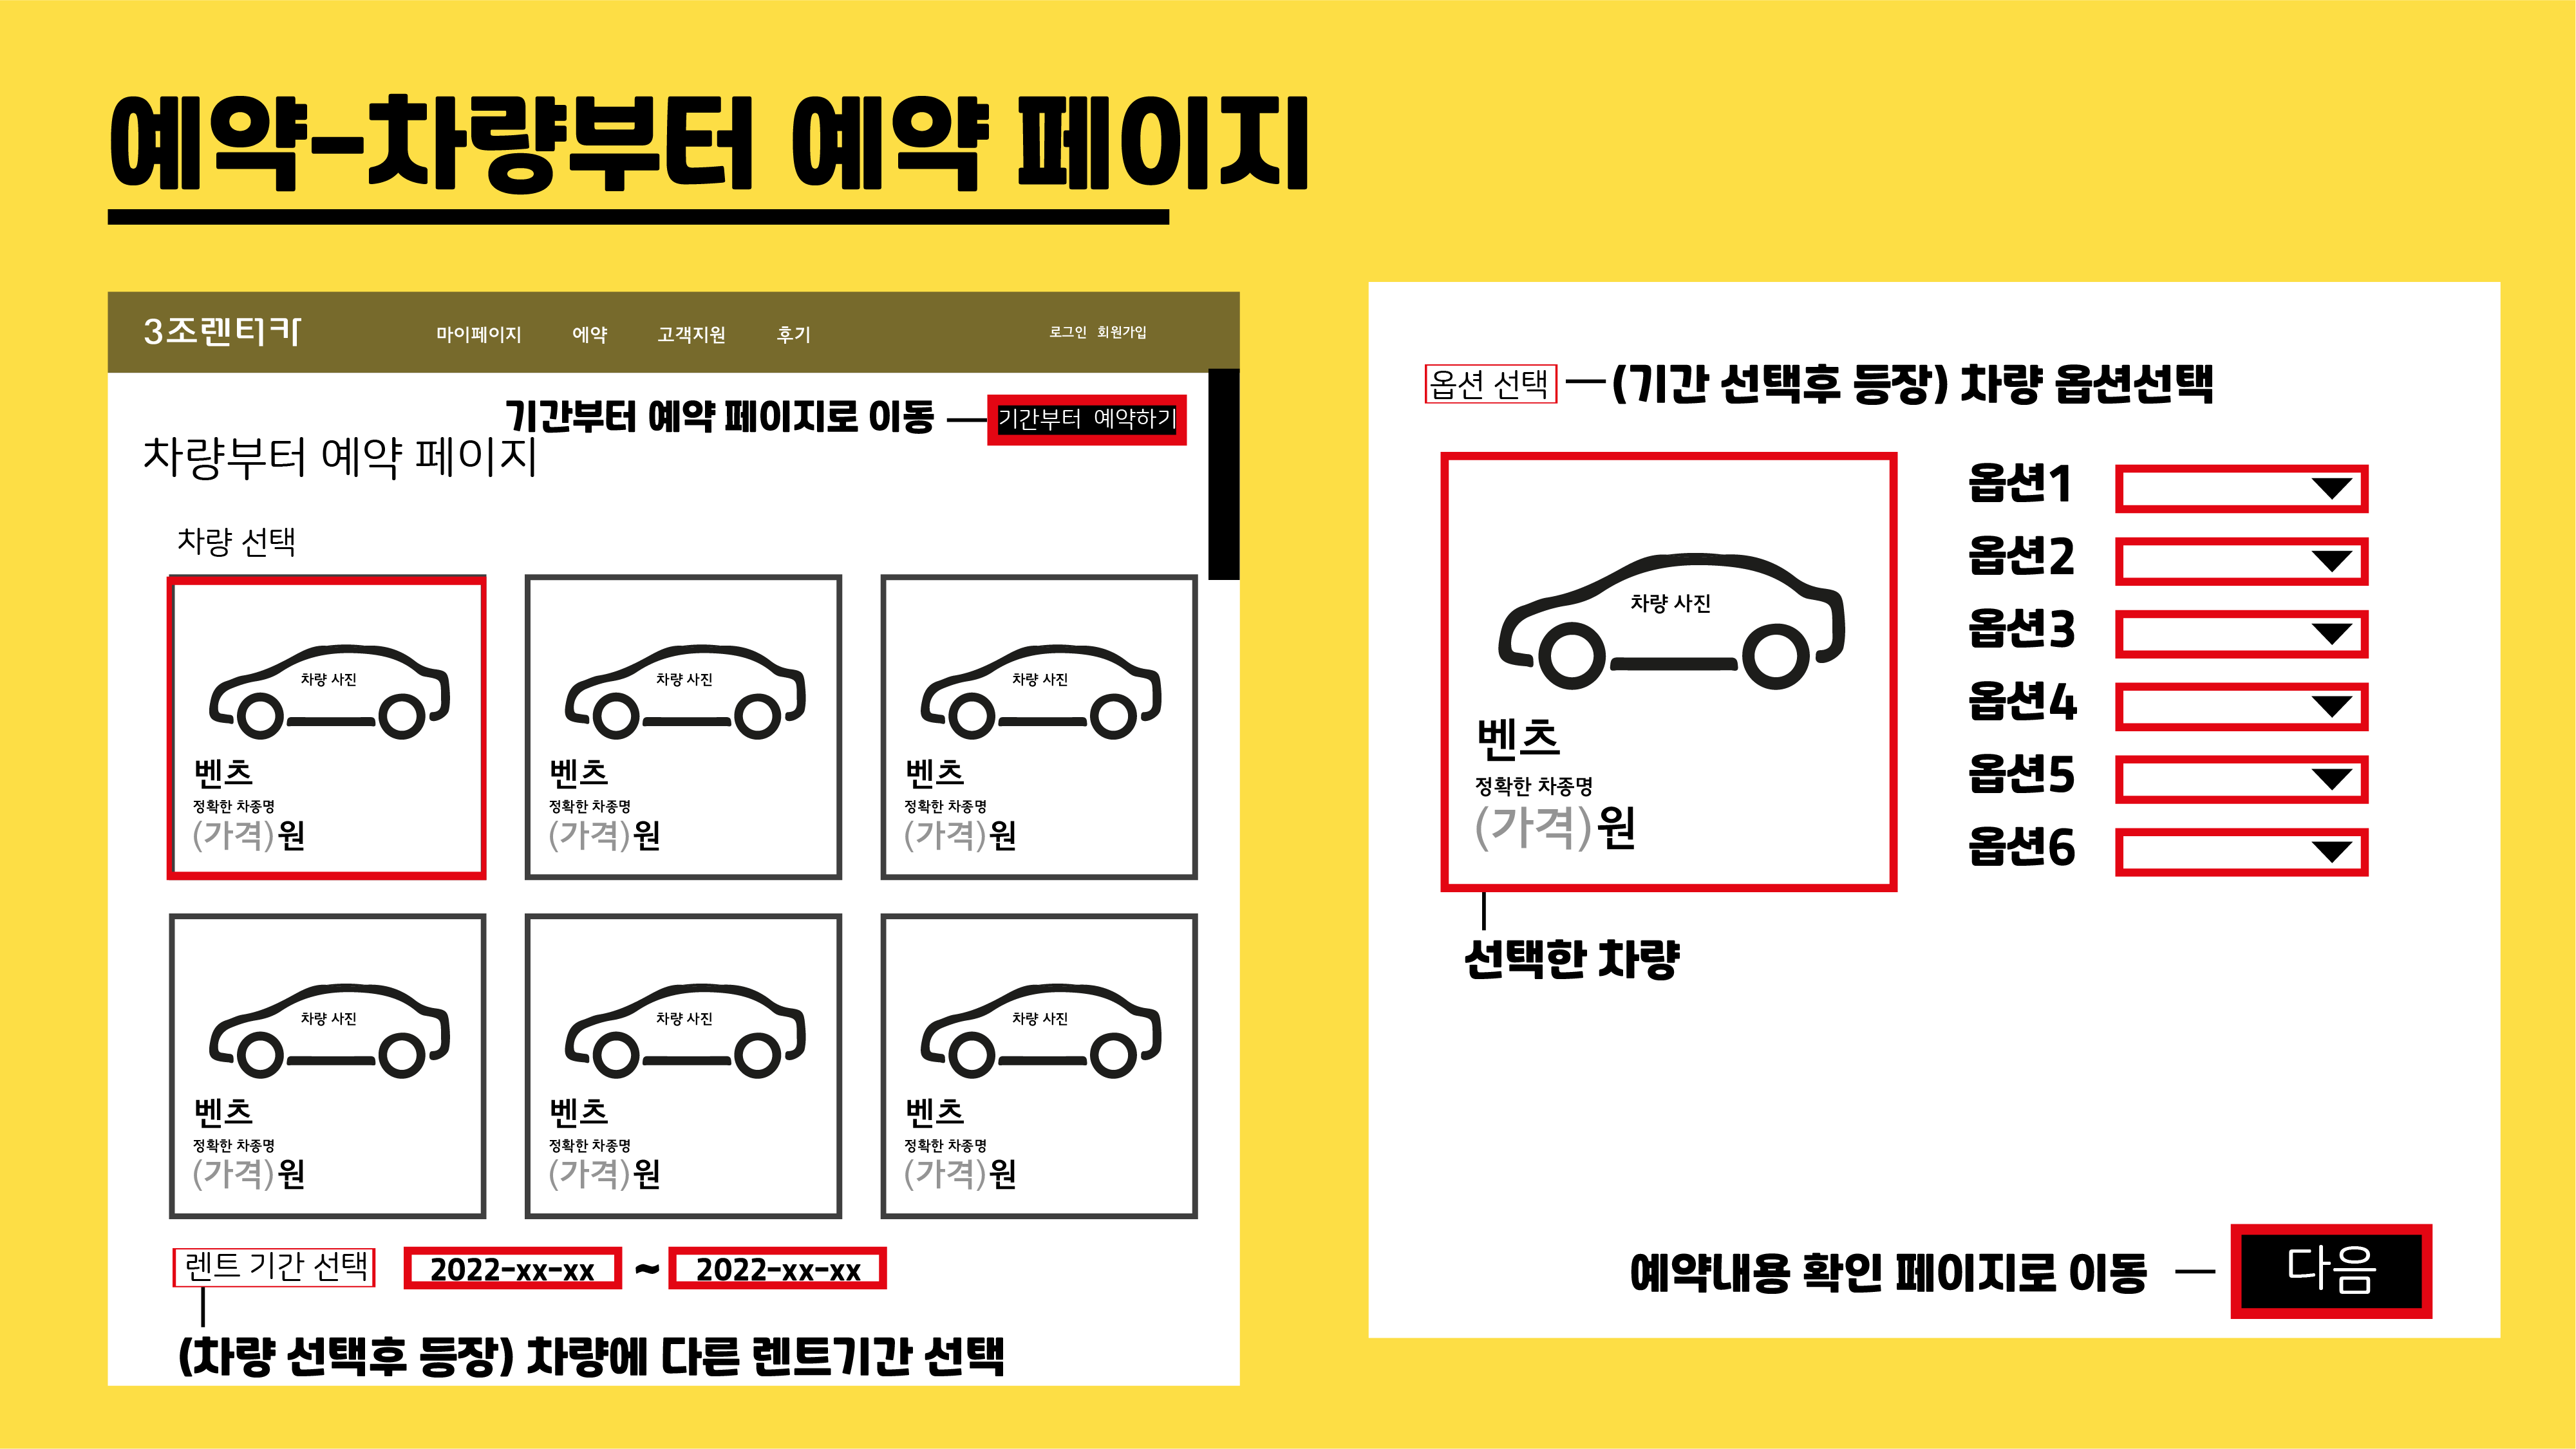 예약-차량부터 예약 페이지
3조렌티카 마이페이지 에약 고객지원 후기 로그인 회원가입
기간부터 예약 페이지로 이동 — 기간부터 예약하기
차량부터 예약 페이지
차량 선택
차량 사진 차량 사진 차량 사진
벤츠 벤츠 벤츠
정확한 차종명 정확한 차종명 정확한 차종명
(가격)원 (가격)원 (가격)원
차량 사진 차량 사진 차량 사진
벤츠 벤츠 벤츠
정확한 차종명 정확한 차종명 정확한 차종명
(가격)원 (가격)원 (가격)원
렌트 기간 선택 2022-xx-xx ~ 2022-xx-xx
(차량 선택후 등장) 차량에 다른 렌트기간 선택
옵션 선택 — (기간 선택후 등장) 차량 옵션선택
차량 사진
벤츠
정확한 차종명
(가격)원
선택한 차량
옵션1
옵션2
옵션3
옵션4
옵션5
옵션6
예약내용 확인 페이지로 이동 — 다음